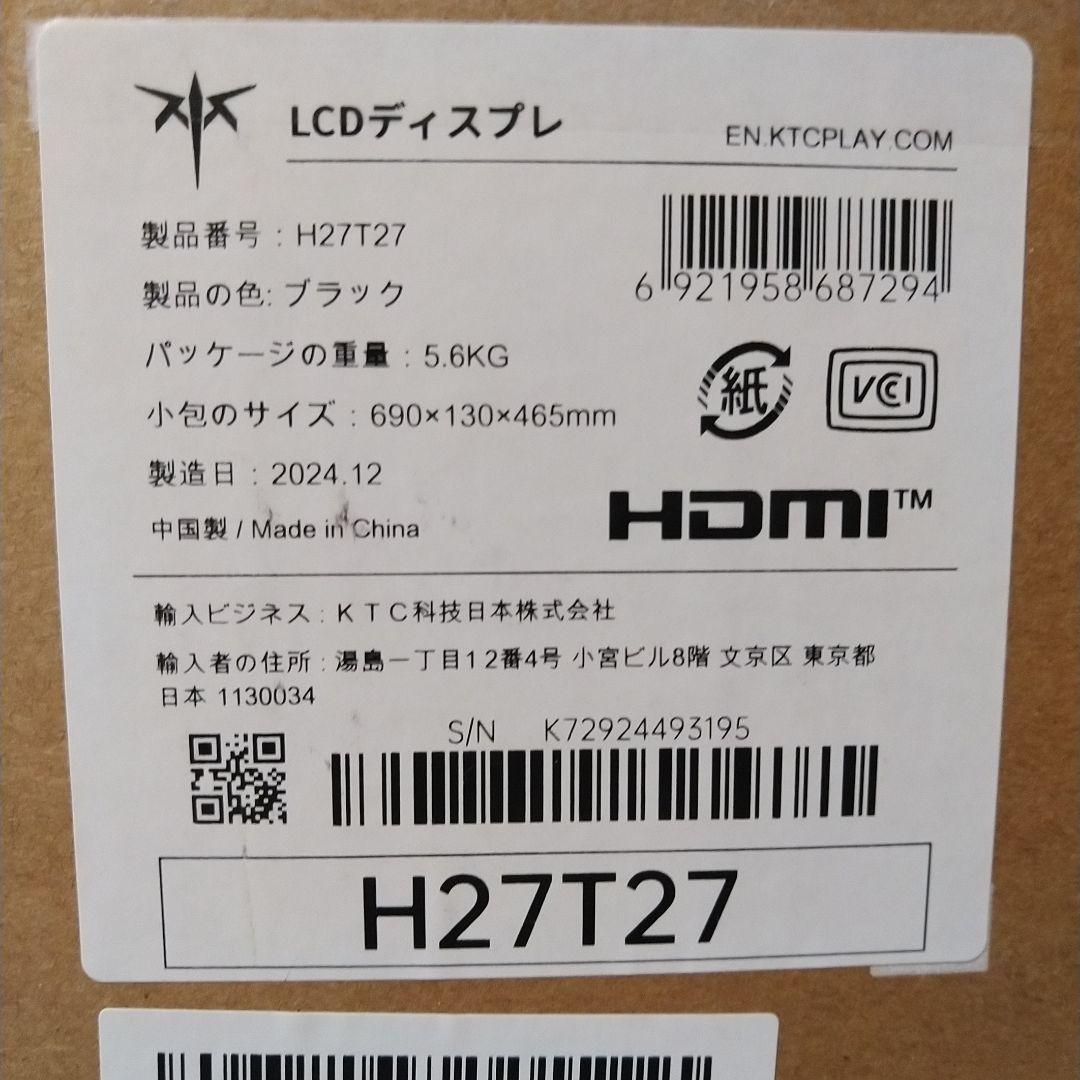 LCDディスプレ
EN.KTCPLAY.COM
製品番号 : H27T27
製品の色: ブラック
パッケージの重量 : 5.6KG
小包のサイズ : 690×130×465mm
製造日 : 2024.12
中国製 / Made in China
6 921958 687294
紙
VCCI
HDMI™
輸入ビジネス : KTC科技日本株式会社
輸入者の住所 : 湯島一丁目12番4号 小宮ビル8階 文京区 東京都
日本 1130034
S/N K72924493195
H27T27